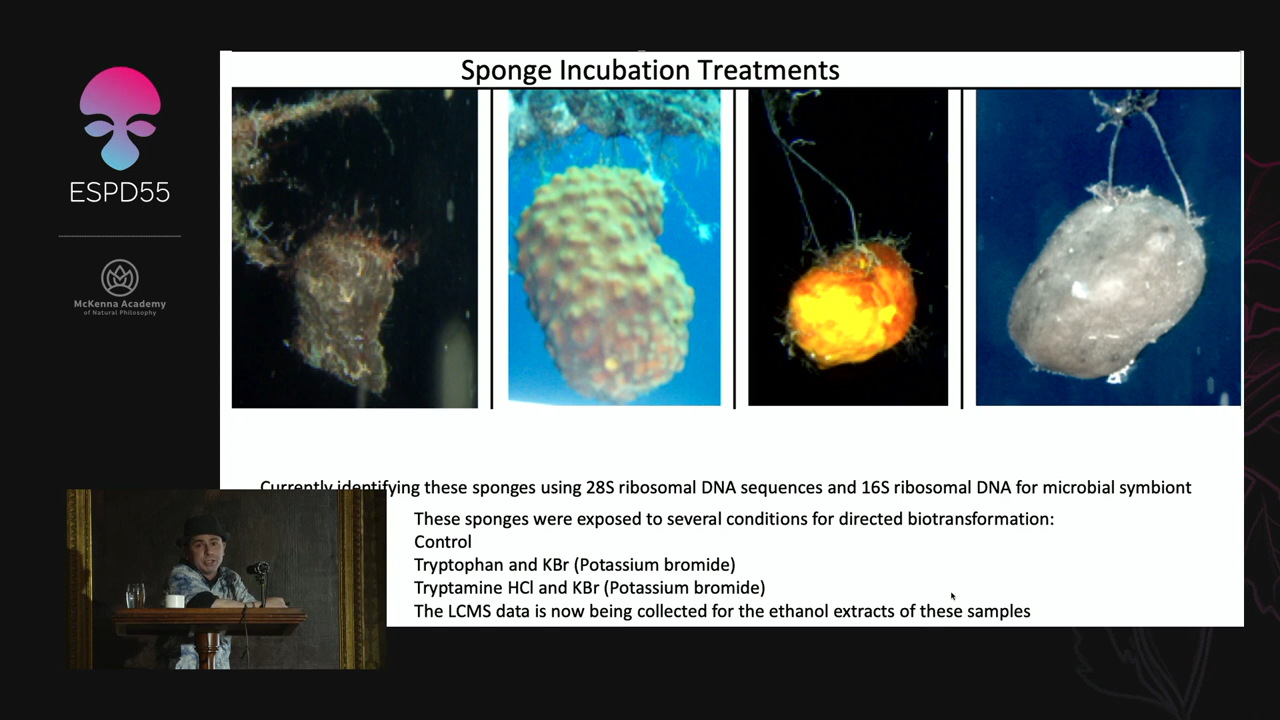 Sponge Incubation Treatments
ESPD55
McKenna Academy
of Natural Philosophy
Currently identifying these sponges using 28S ribosomal DNA sequences and 16S ribosomal DNA for microbial symbiont
These sponges were exposed to several conditions for directed biotransformation:
Control
Tryptophan and KBr (Potassium bromide)
Tryptamine HCl and KBr (Potassium bromide)
The LCMS data is now being collected for the ethanol extracts of these samples